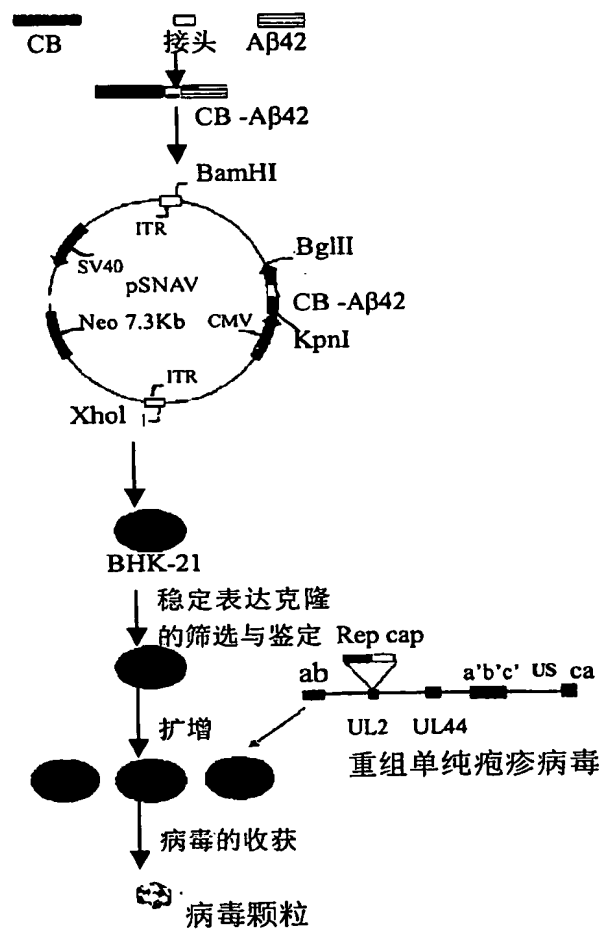 CB 接头 Aβ42
CB -Aβ42
BamHI
ITR
BglII
SV40
pSNAV
CB -Aβ42
Neo 7.3Kb
CMV
KpnI
ITR
Xhol
BHK-21
稳定表达克隆
的筛选与鉴定
Rep cap
ab
a'b'c' US ca
扩增
UL2 UL44
重组单纯疱疹病毒
病毒的收获
病毒颗粒